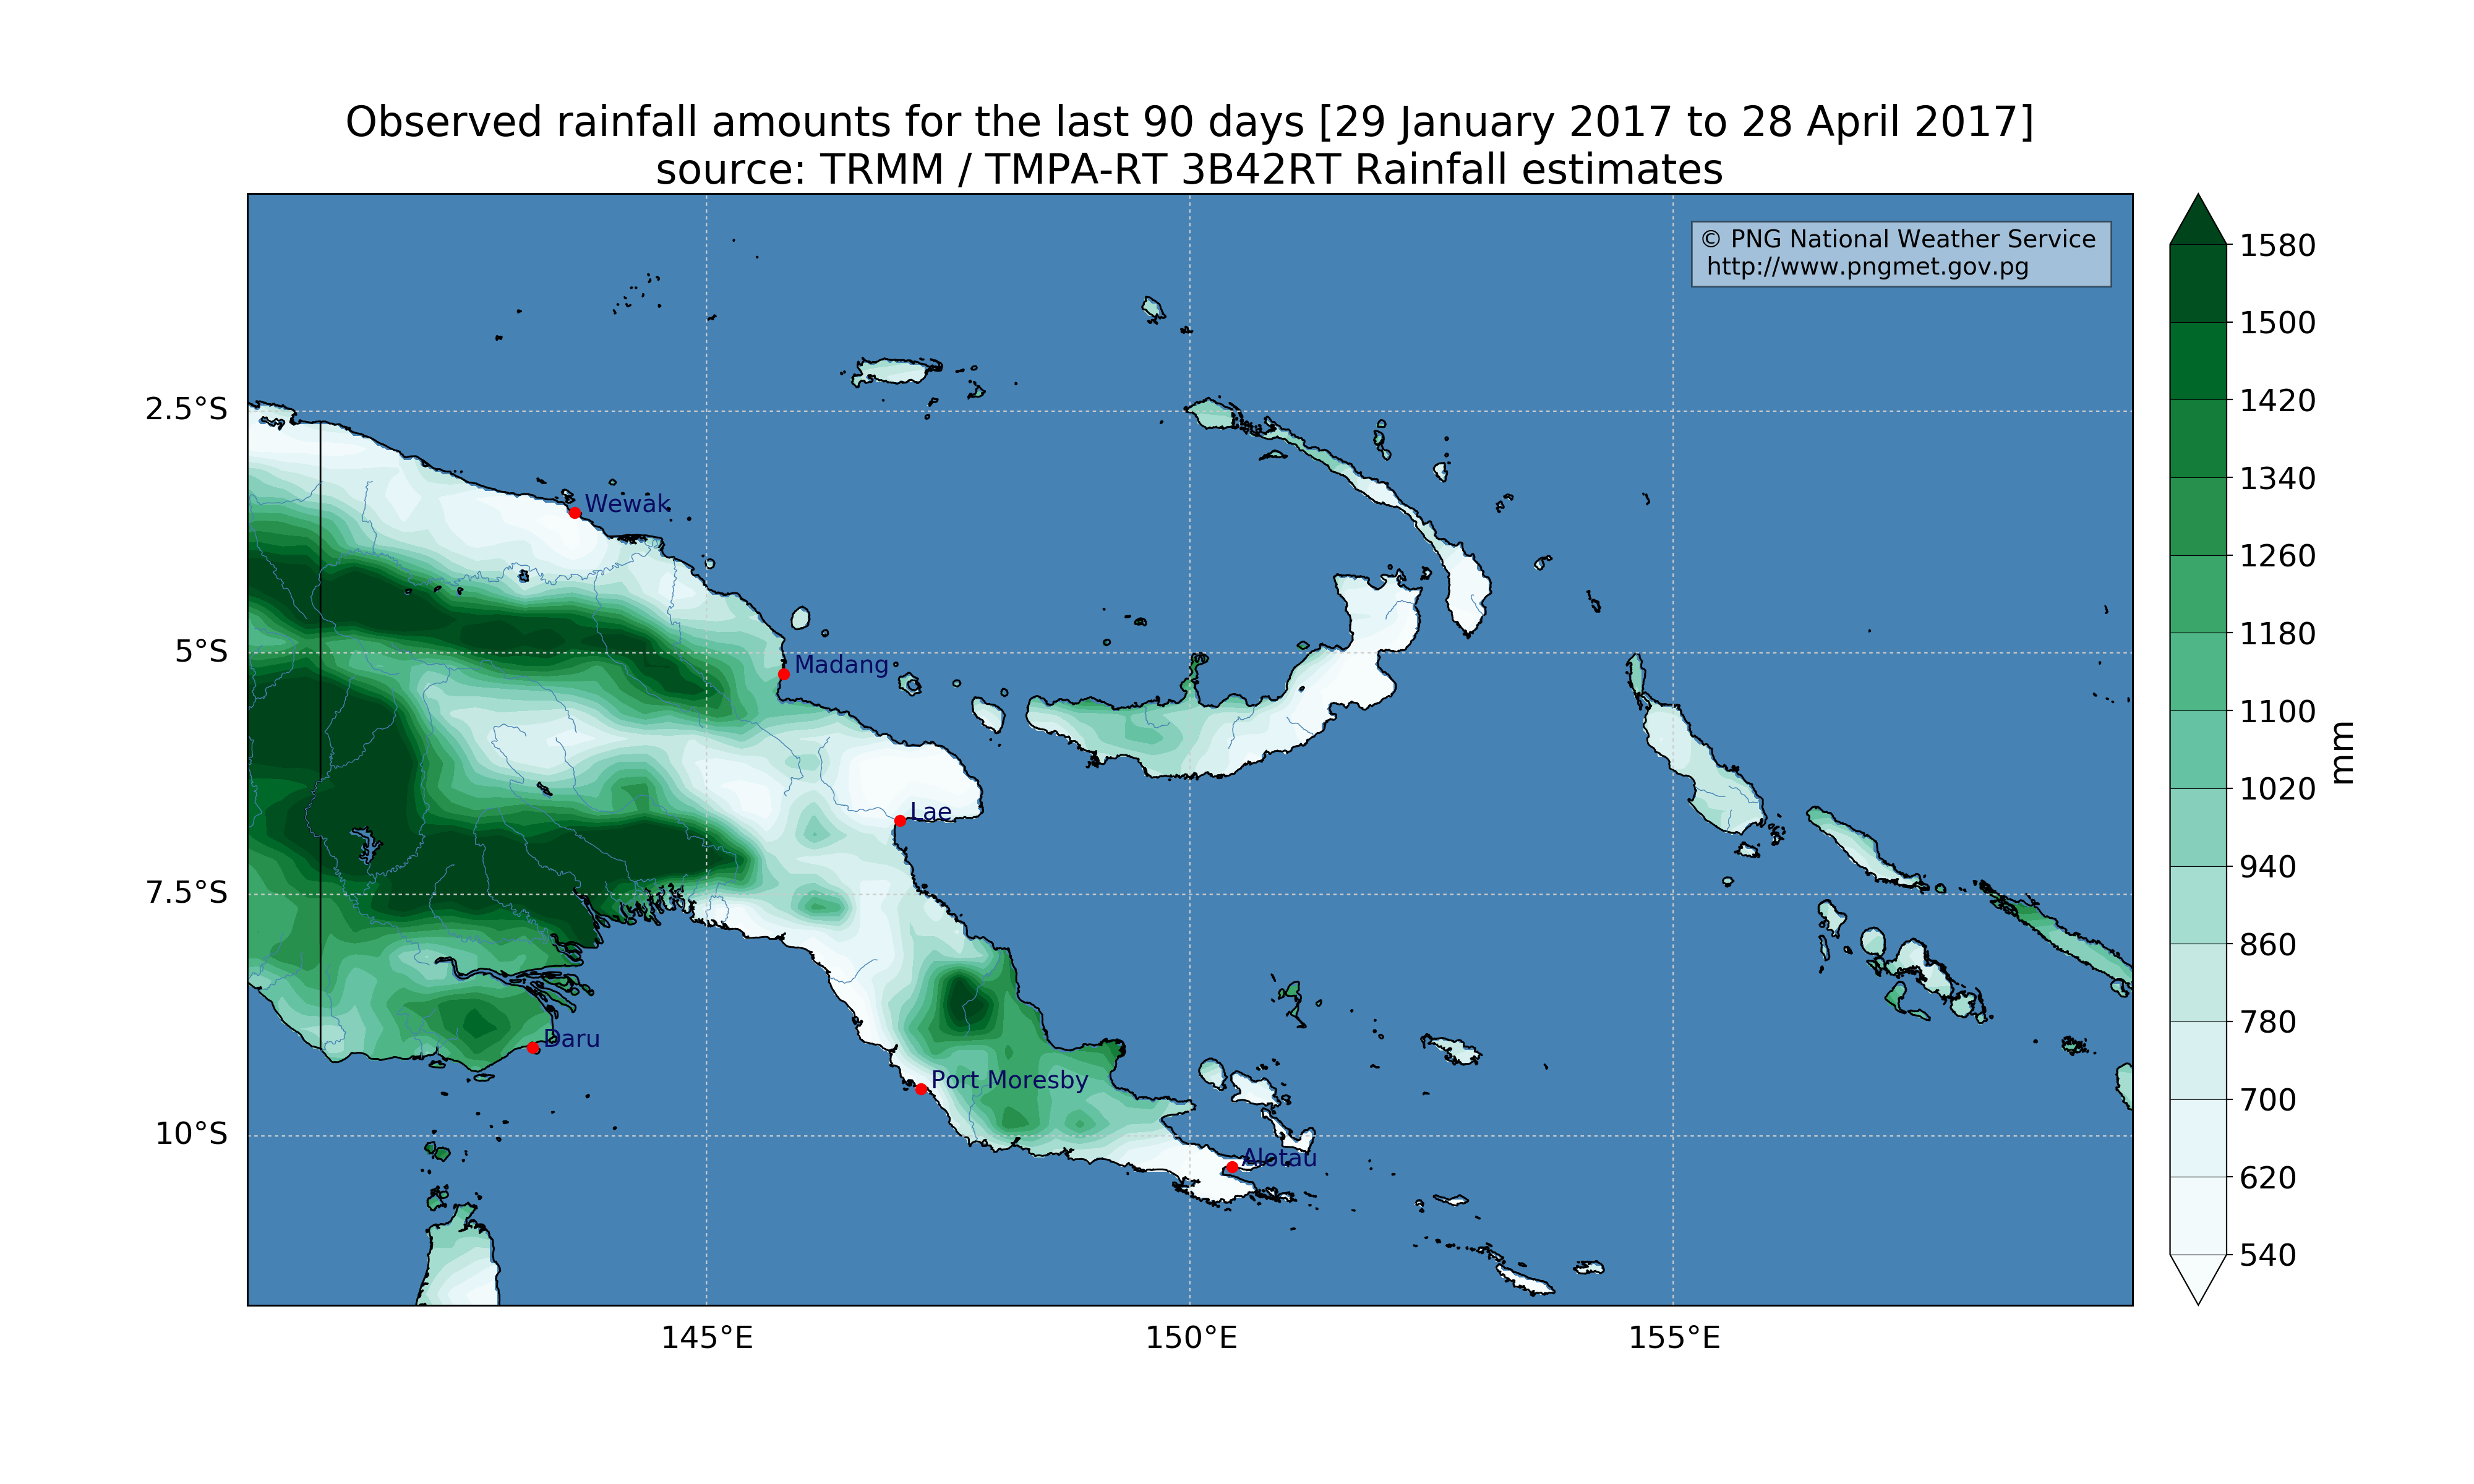 Observed rainfall amounts for the last 90 days [29 January 2017 to 28 April 2017]
source: TRMM / TMPA-RT 3B42RT Rainfall estimates
© PNG National Weather Service
http://www.pngmet.gov.pg
2.5°S
5°S
7.5°S
10°S
Wewak
Madang
Lae
Daru
Port Moresby
Alotau
145°E
150°E
155°E
1580
1500
1420
1340
1260
1180
1100
1020
940
860
780
700
620
540
mm